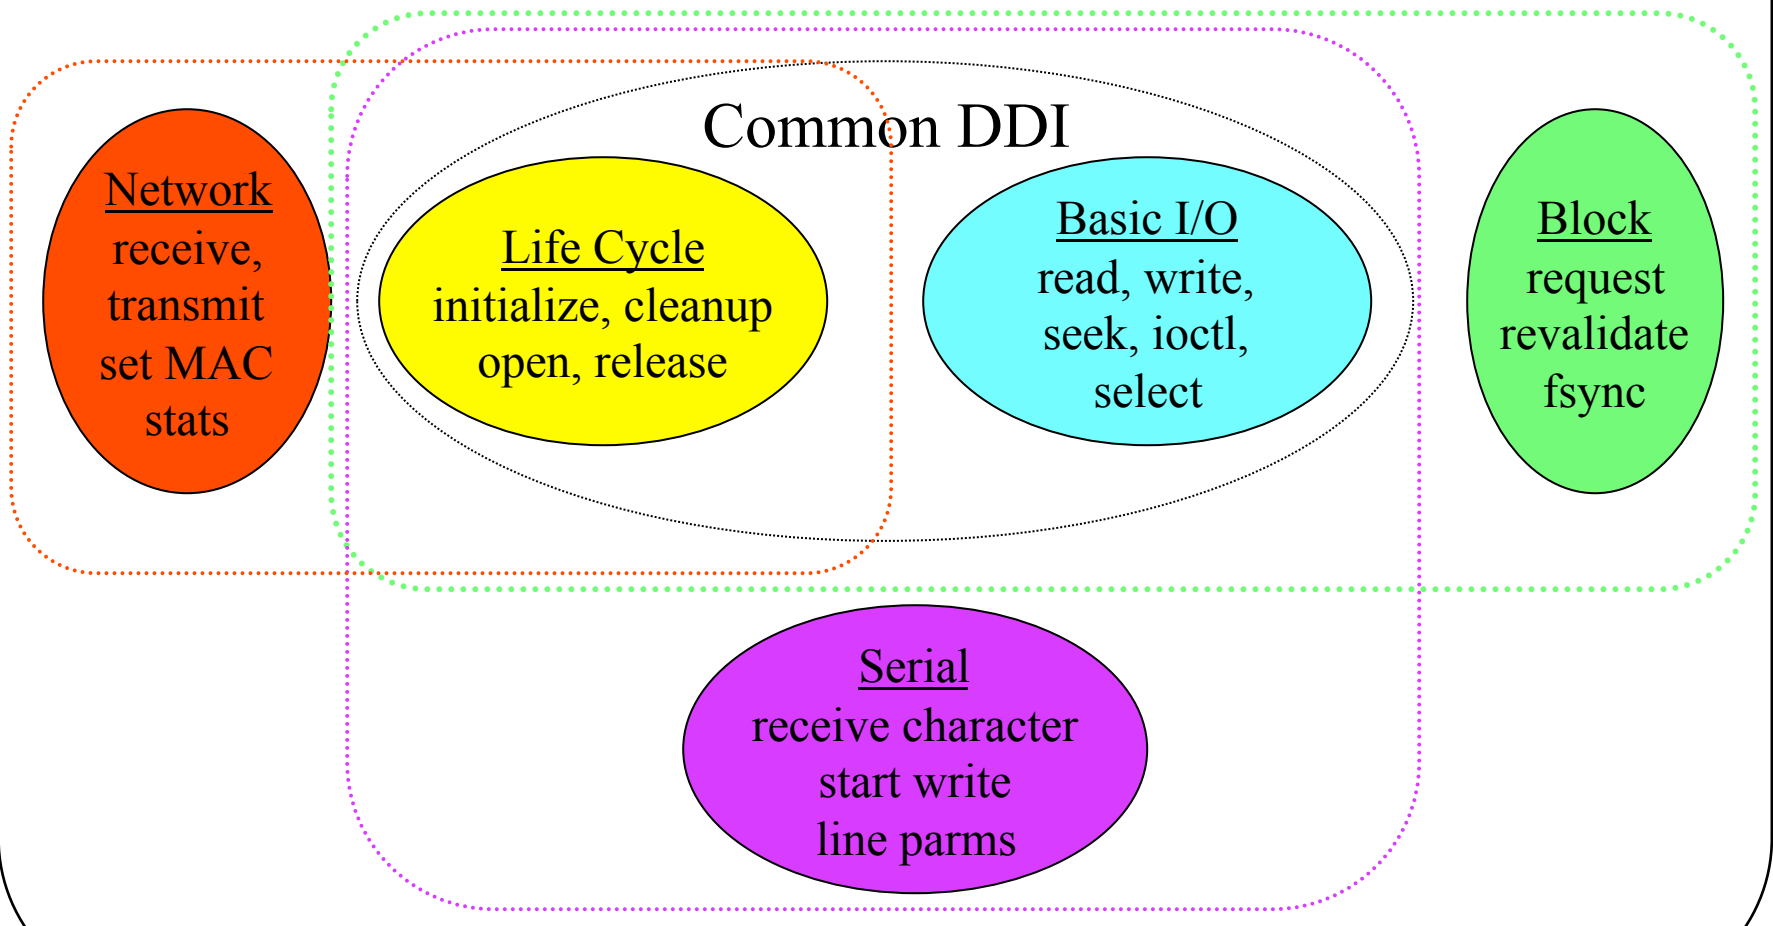 Common DDI
Network
receive,
transmit
set MAC
stats
Life Cycle
initialize, cleanup
open, release
Basic I/O
read, write,
seek, ioctl,
select
Block
request
revalidate
fsync
Serial
receive character
start write
line parms